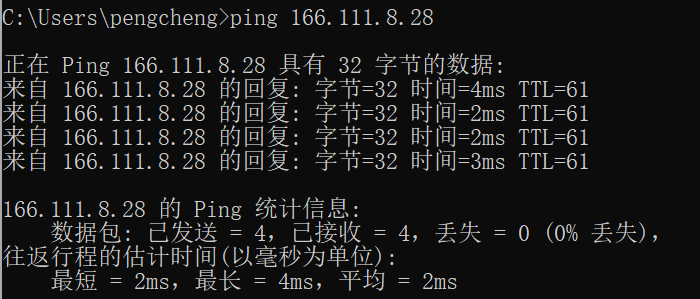 C:\Users\pengcheng>ping 166.111.8.28
正在 Ping 166.111.8.28 具有 32 字节的数据:
来自 166.111.8.28 的回复: 字节=32 时间=4ms TTL=61
来自 166.111.8.28 的回复: 字节=32 时间=2ms TTL=61
来自 166.111.8.28 的回复: 字节=32 时间=2ms TTL=61
来自 166.111.8.28 的回复: 字节=32 时间=3ms TTL=61
166.111.8.28 的 Ping 统计信息:
数据包: 已发送 = 4，已接收 = 4，丢失 = 0 (0% 丢失)，
往返行程的估计时间(以毫秒为单位):
最短 = 2ms，最长 = 4ms，平均 = 2ms